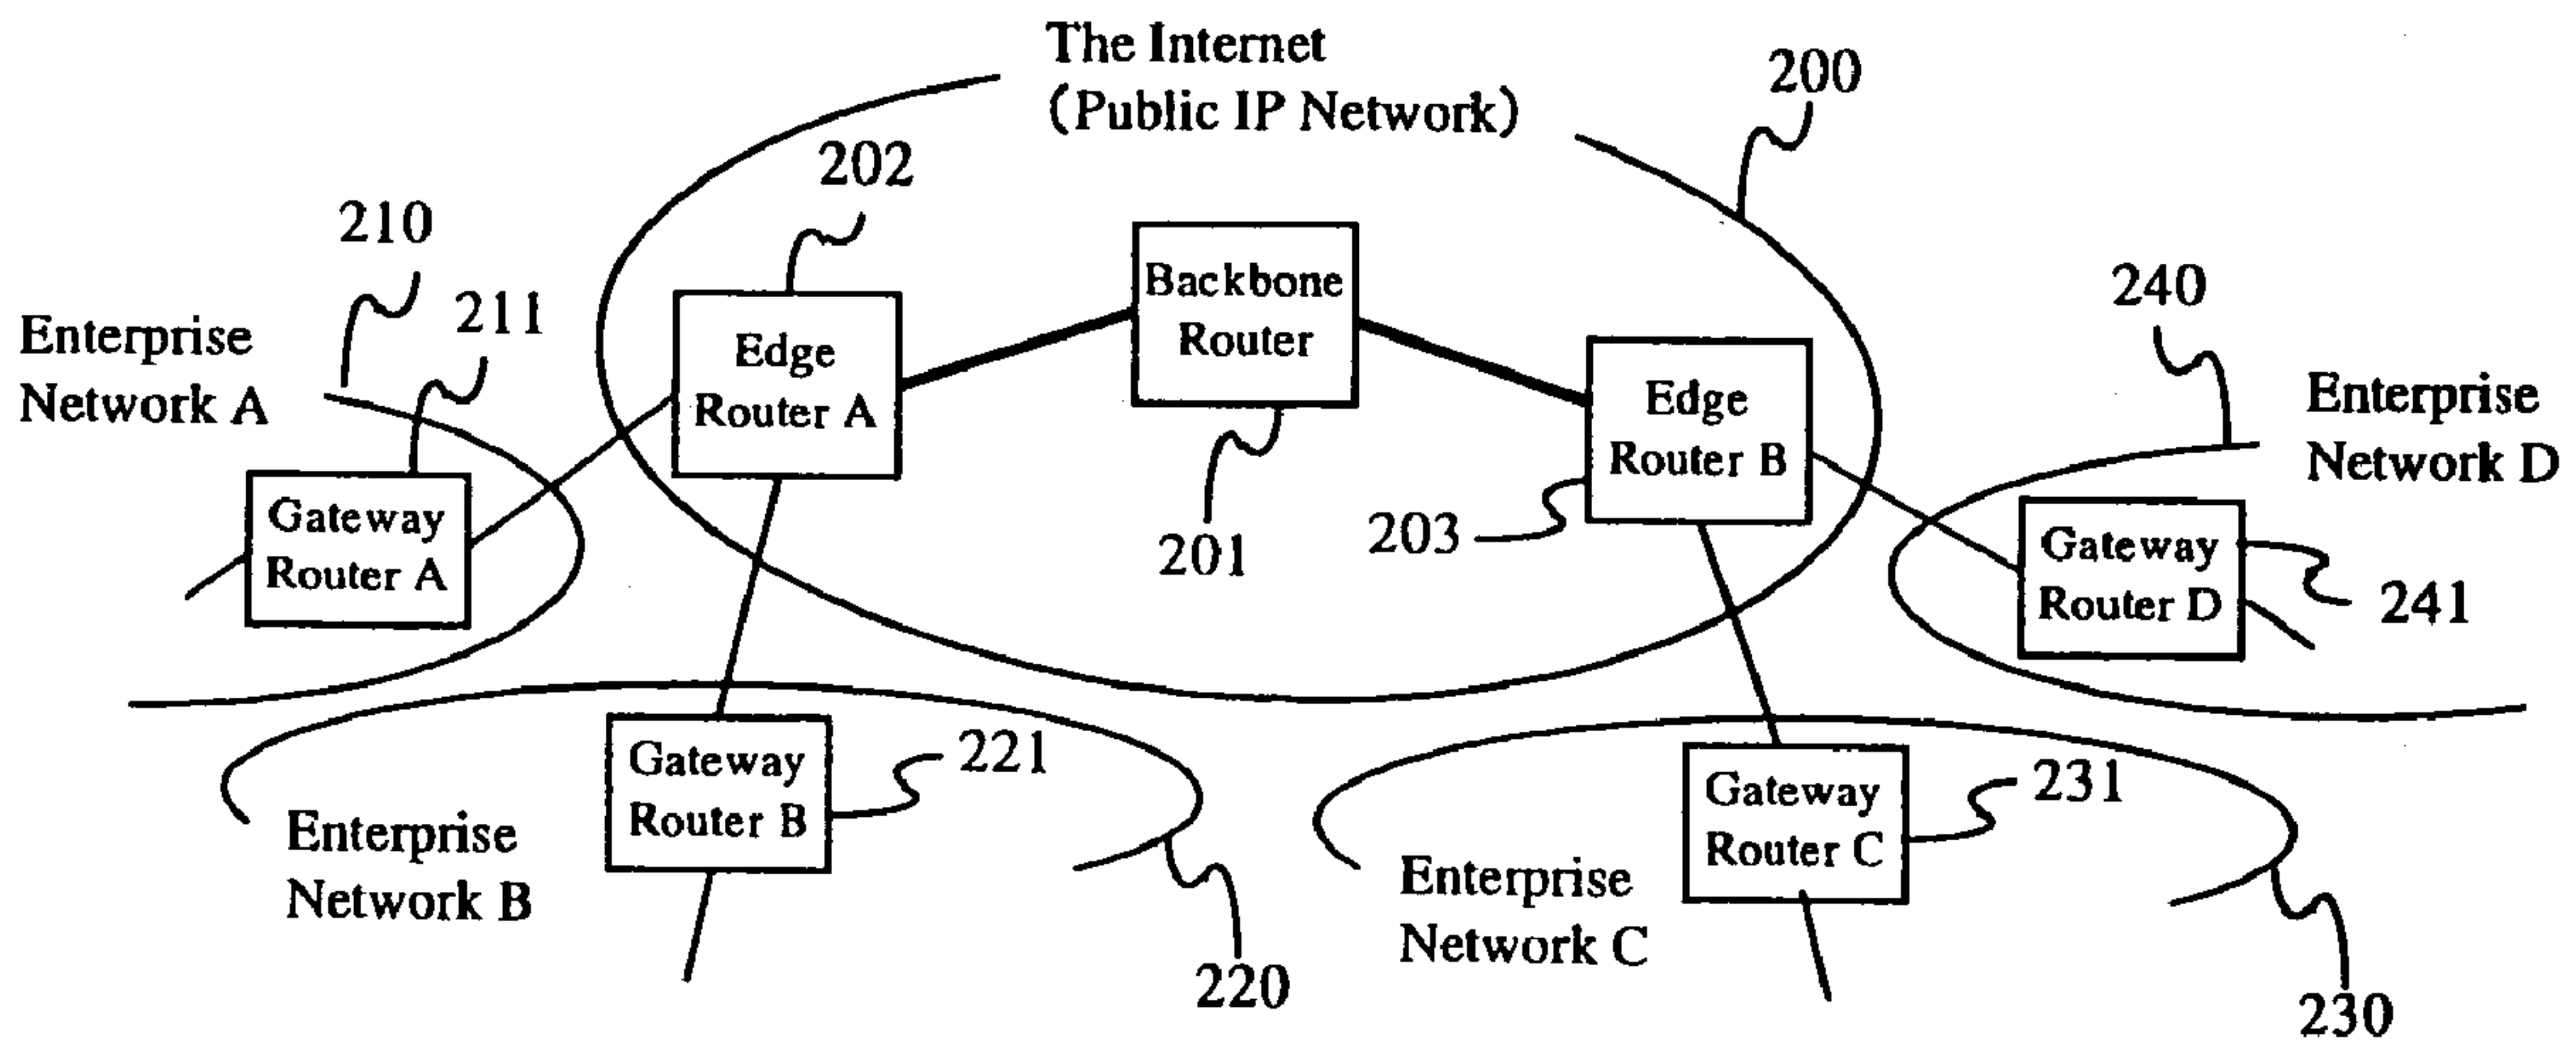 The Internet
(Public IP Network)
200
202
210
211
Enterprise
Network A
Edge
Router A
Backbone
Router
201
Edge
Router B
203
240
Enterprise
Network D
Gateway
Router A
Gateway
Router D
241
Gateway
Router B
221
Enterprise
Network B
220
Gateway
Router C
231
Enterprise
Network C
230